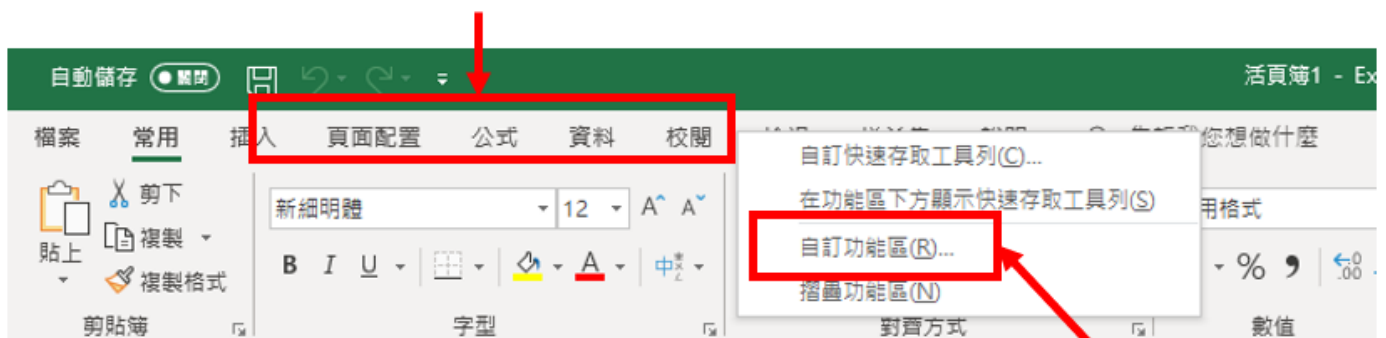 自動儲存 關閉 活頁簿1 - Ex
檔案 常用 插入 頁面配置 公式 資料 校閱 您想做什麼
自訂快速存取工具列(C)...
在功能區下方顯示快速存取工具列(S)
自訂功能區(R)...
摺疊功能區(N)
貼上
剪下
複製
複製格式
剪貼簿
新細明體 12 A A
B I U A 中
字型
對齊方式
用格式
% .00
數值